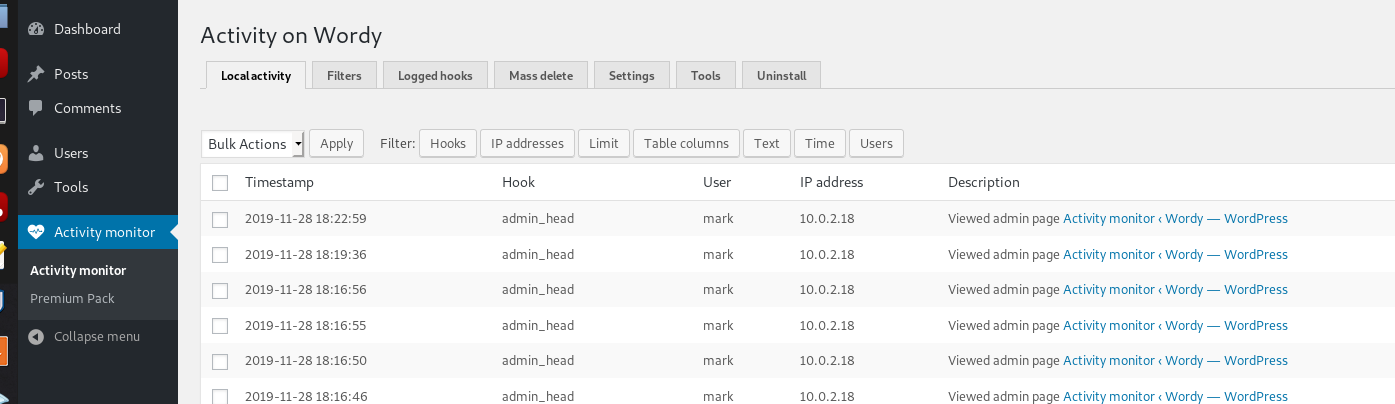 Dashboard
Posts
Comments
Users
Tools
Activity monitor
Activity monitor
Premium Pack
Collapse menu
Activity on Wordy
Local activity Filters Logged hooks Mass delete Settings Tools Uninstall
Bulk Actions Apply Filter: Hooks IP addresses Limit Table columns Text Time Users
Timestamp Hook User IP address Description
2019-11-28 18:22:59 admin_head mark 10.0.2.18 Viewed admin page Activity monitor ‹ Wordy — WordPress
2019-11-28 18:19:36 admin_head mark 10.0.2.18 Viewed admin page Activity monitor ‹ Wordy — WordPress
2019-11-28 18:16:56 admin_head mark 10.0.2.18 Viewed admin page Activity monitor ‹ Wordy — WordPress
2019-11-28 18:16:55 admin_head mark 10.0.2.18 Viewed admin page Activity monitor ‹ Wordy — WordPress
2019-11-28 18:16:50 admin_head mark 10.0.2.18 Viewed admin page Activity monitor ‹ Wordy — WordPress
2019-11-28 18:16:46 admin_head mark 10.0.2.18 Viewed admin page Activity monitor ‹ Wordy — WordPress